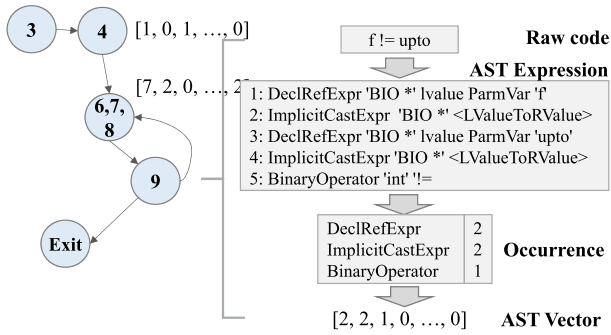 3
4
[1, 0, 1, ..., 0]
[7, 2, 0, ..., 2]
6,7,
8
9
Exit
f != upto
Raw code
AST Expression
1: DeclRefExpr 'BIO *' lvalue ParmVar 'f'
2: ImplicitCastExpr 'BIO *' <LValueToRValue>
3: DeclRefExpr 'BIO *' lvalue ParmVar 'upto'
4: ImplicitCastExpr 'BIO *' <LValueToRValue>
5: BinaryOperator 'int' '!=
DeclRefExpr 2
ImplicitCastExpr 2
BinaryOperator 1
Occurrence
[2, 2, 1, 0, ..., 0]
AST Vector